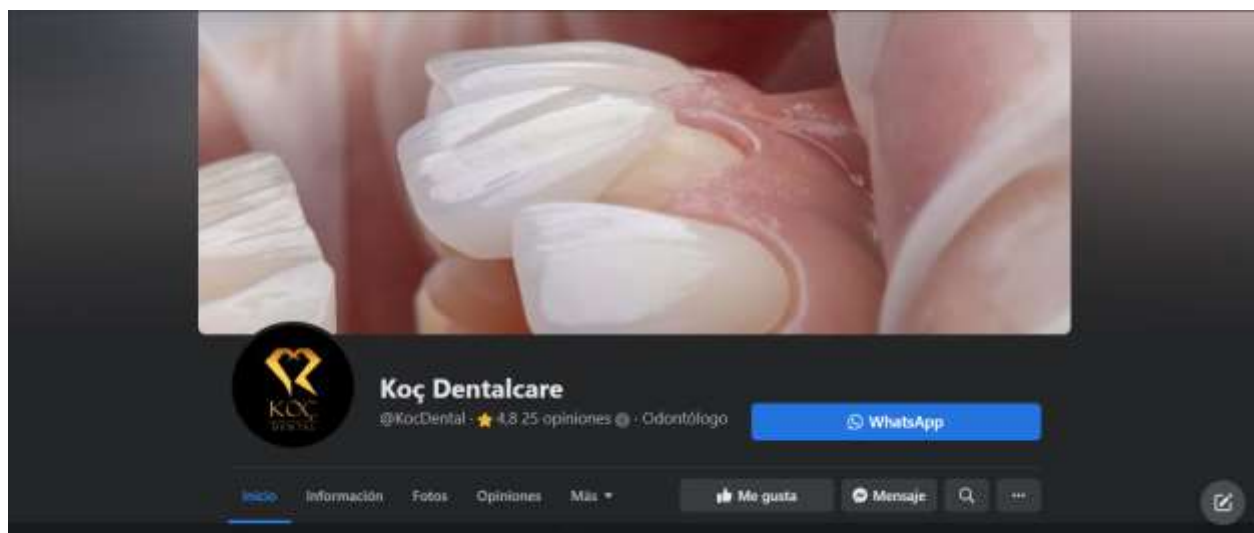 KOÇ
DENTAL
Koç Dentalcare
@KocDental · 4,8 25 opiniones · Odontólogo
WhatsApp
Inicio
Información
Fotos
Opiniones
Más
Me gusta
Mensaje